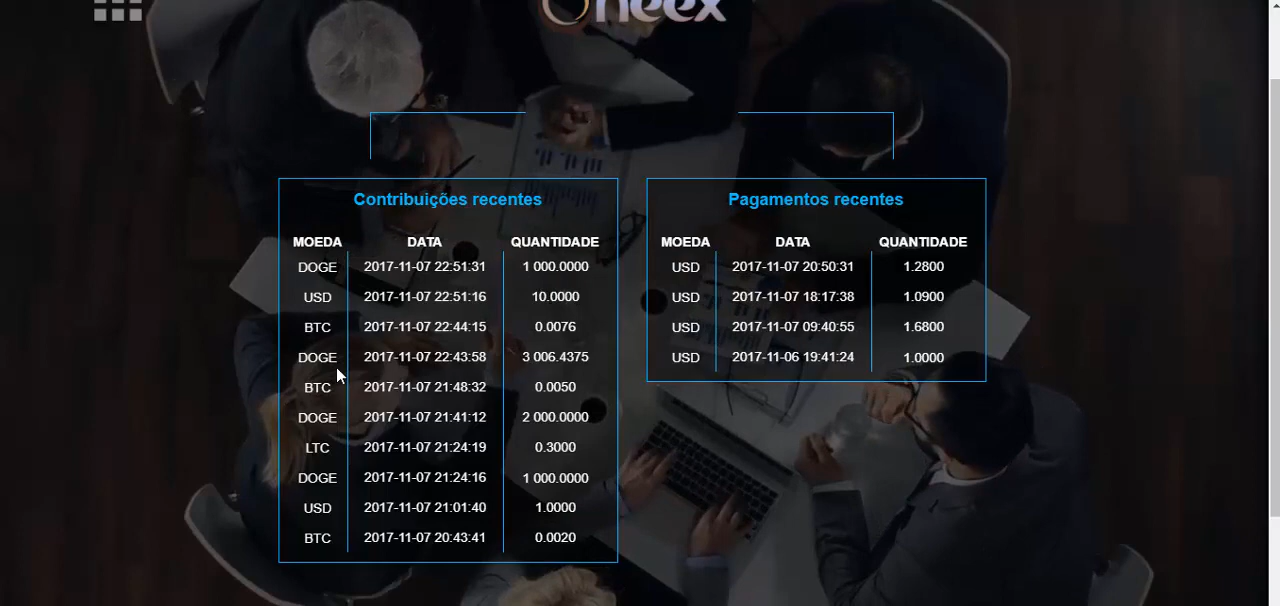 Oneex
Contribuições recentes
MOEDA DATA QUANTIDADE
DOGE 2017-11-07 22:51:31 1 000.0000
USD 2017-11-07 22:51:16 10.0000
BTC 2017-11-07 22:44:15 0.0076
DOGE 2017-11-07 22:43:58 3 006.4375
BTC 2017-11-07 21:48:32 0.0050
DOGE 2017-11-07 21:41:12 2 000.0000
LTC 2017-11-07 21:24:19 0.3000
DOGE 2017-11-07 21:24:16 1 000.0000
USD 2017-11-07 21:01:40 1.0000
BTC 2017-11-07 20:43:41 0.0020
Pagamentos recentes
MOEDA DATA QUANTIDADE
USD 2017-11-07 20:50:31 1.2800
USD 2017-11-07 18:17:38 1.0900
USD 2017-11-07 09:40:55 1.6800
USD 2017-11-06 19:41:24 1.0000